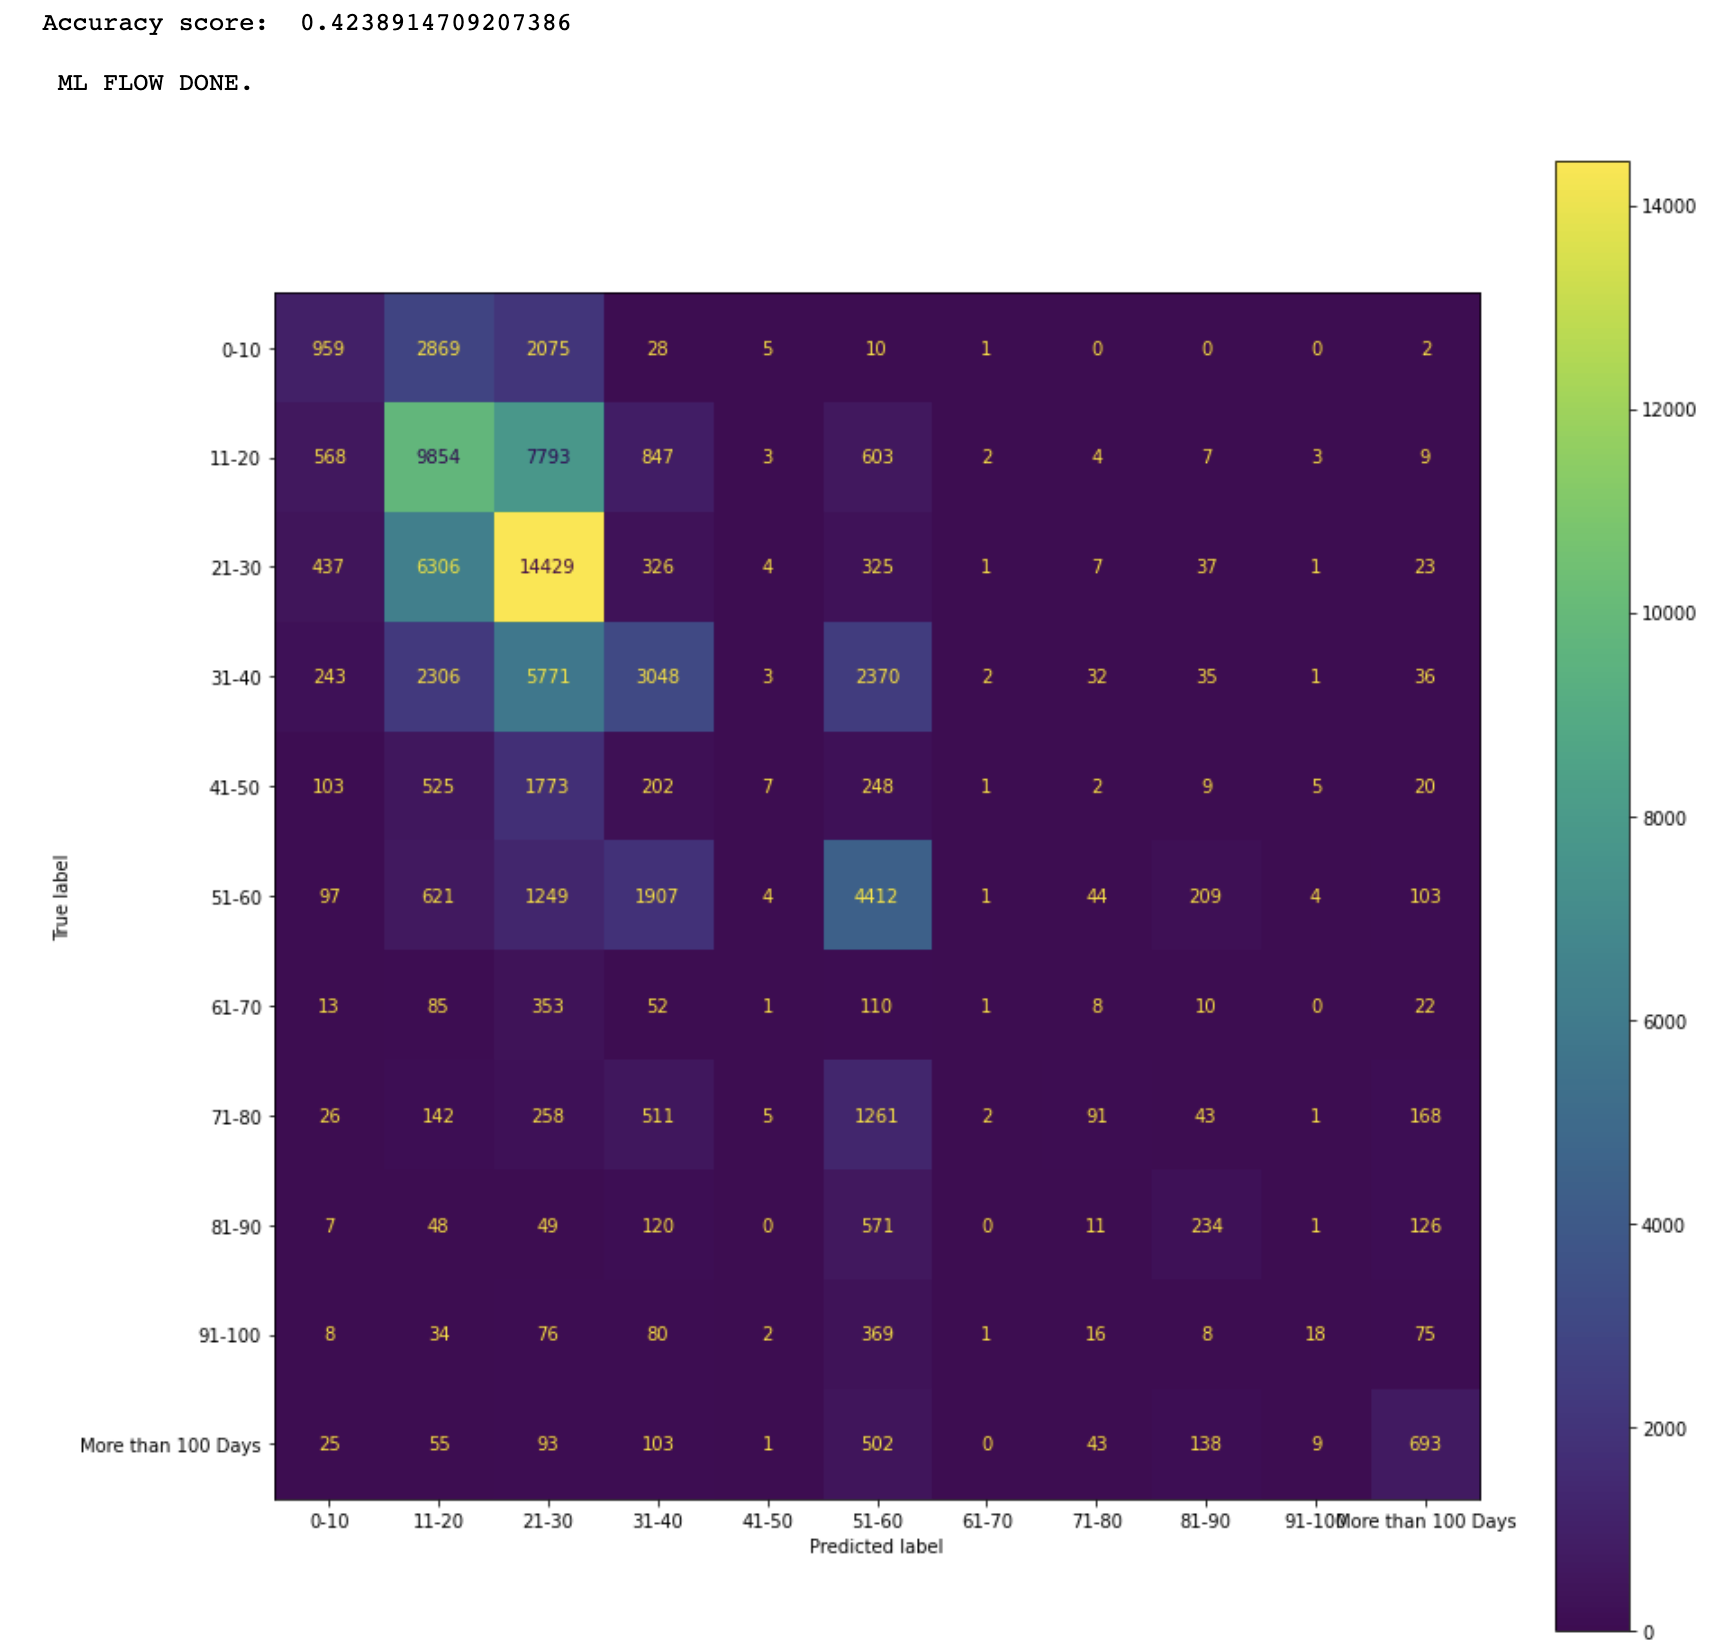 Accuracy score:  0.4238914709207386
ML FLOW DONE.
14000
12000
10000
8000
6000
4000
2000
0
True label
0-10 959 2869 2075 28 5 10 1 0 0 0 2
11-20 568 9854 7793 847 3 603 2 4 7 3 9
21-30 437 6306 14429 326 4 325 1 7 37 1 23
31-40 243 2306 5771 3048 3 2370 2 32 35 1 36
41-50 103 525 1773 202 7 248 1 2 9 5 20
51-60 97 621 1249 1907 4 4412 1 44 209 4 103
61-70 13 85 353 52 1 110 1 8 10 0 22
71-80 26 142 258 511 5 1261 2 91 43 1 168
81-90 7 48 49 120 0 571 0 11 234 1 126
91-100 8 34 76 80 2 369 1 16 8 18 75
More than 100 Days 25 55 93 103 1 502 0 43 138 9 693
0-10 11-20 21-30 31-40 41-50 51-60 61-70 71-80 81-90 91-100 More than 100 Days
Predicted label